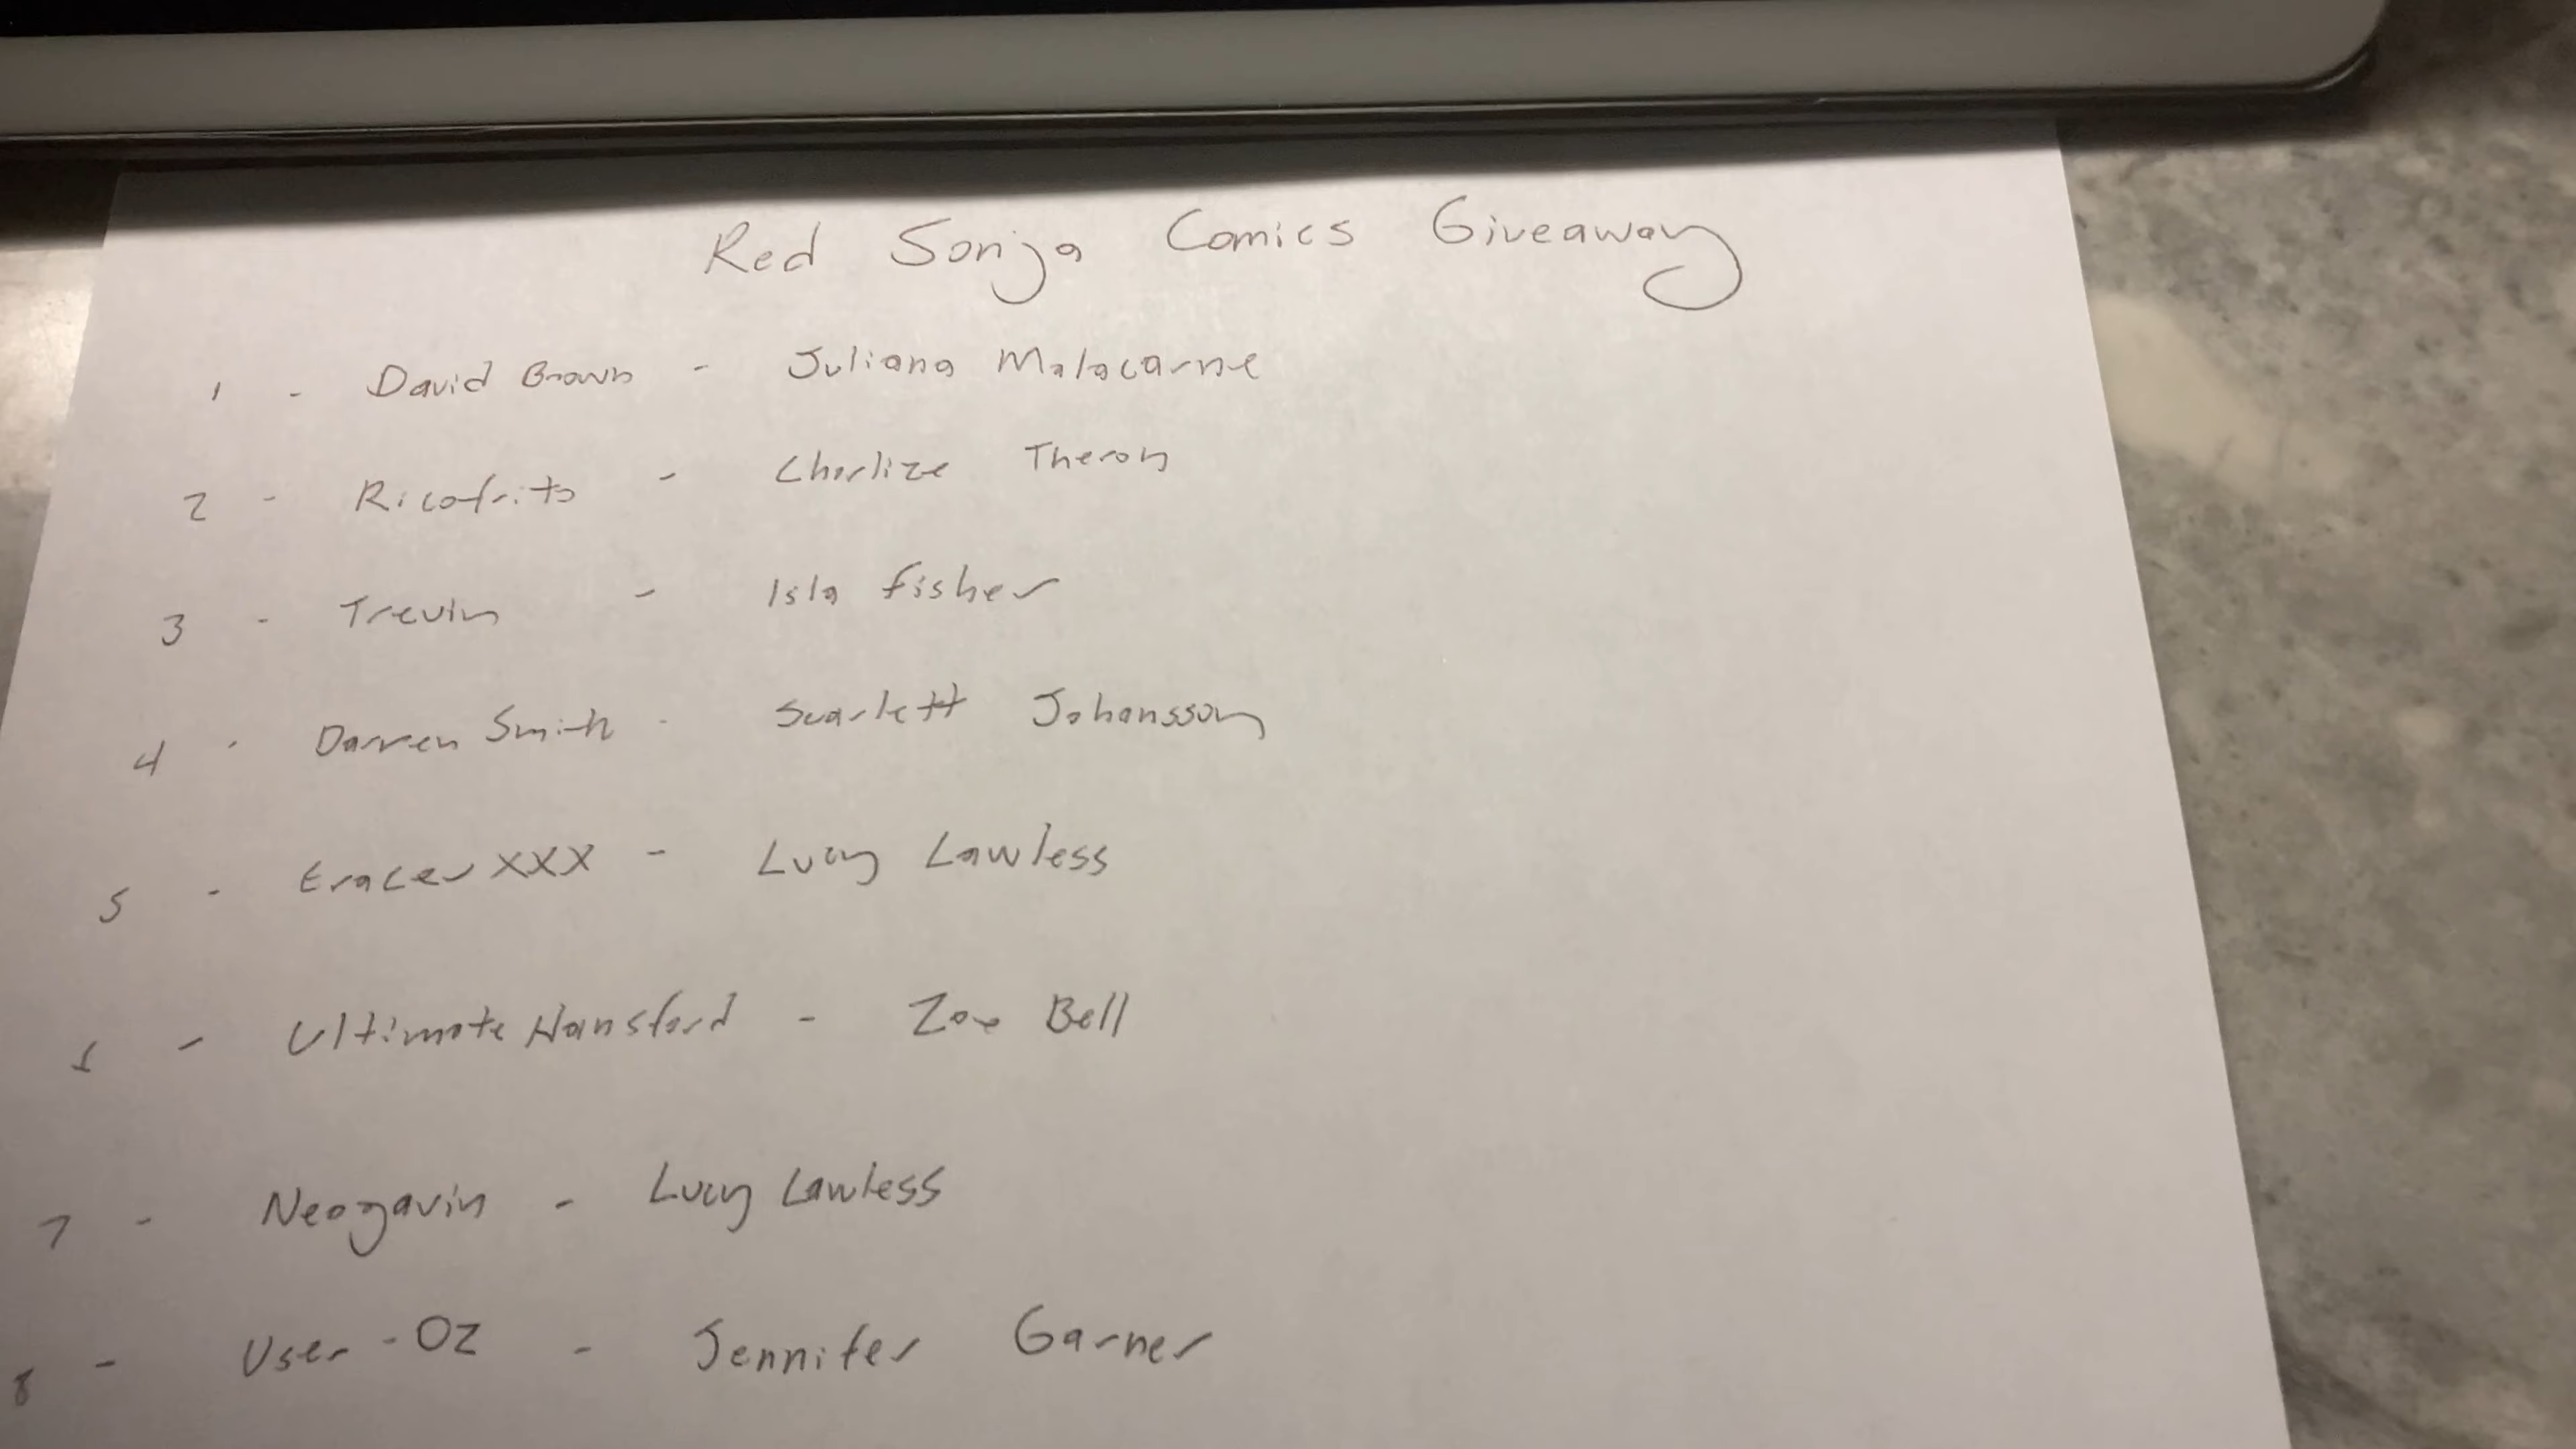 Red Sonja Comics Giveaway
1 - David Brown - Juliana Malacarne
2 - Ricofrito - Charlize Theron
3 - Trevin - Isla Fisher
4 - Darren Smith - Scarlett Johansson
5 - EracerXXX - Lucy Lawless
6 - Ultimate Hansford - Zoe Bell
7 - Neogavin - Lucy Lawless
8 - User-OZ - Jennifer Garner